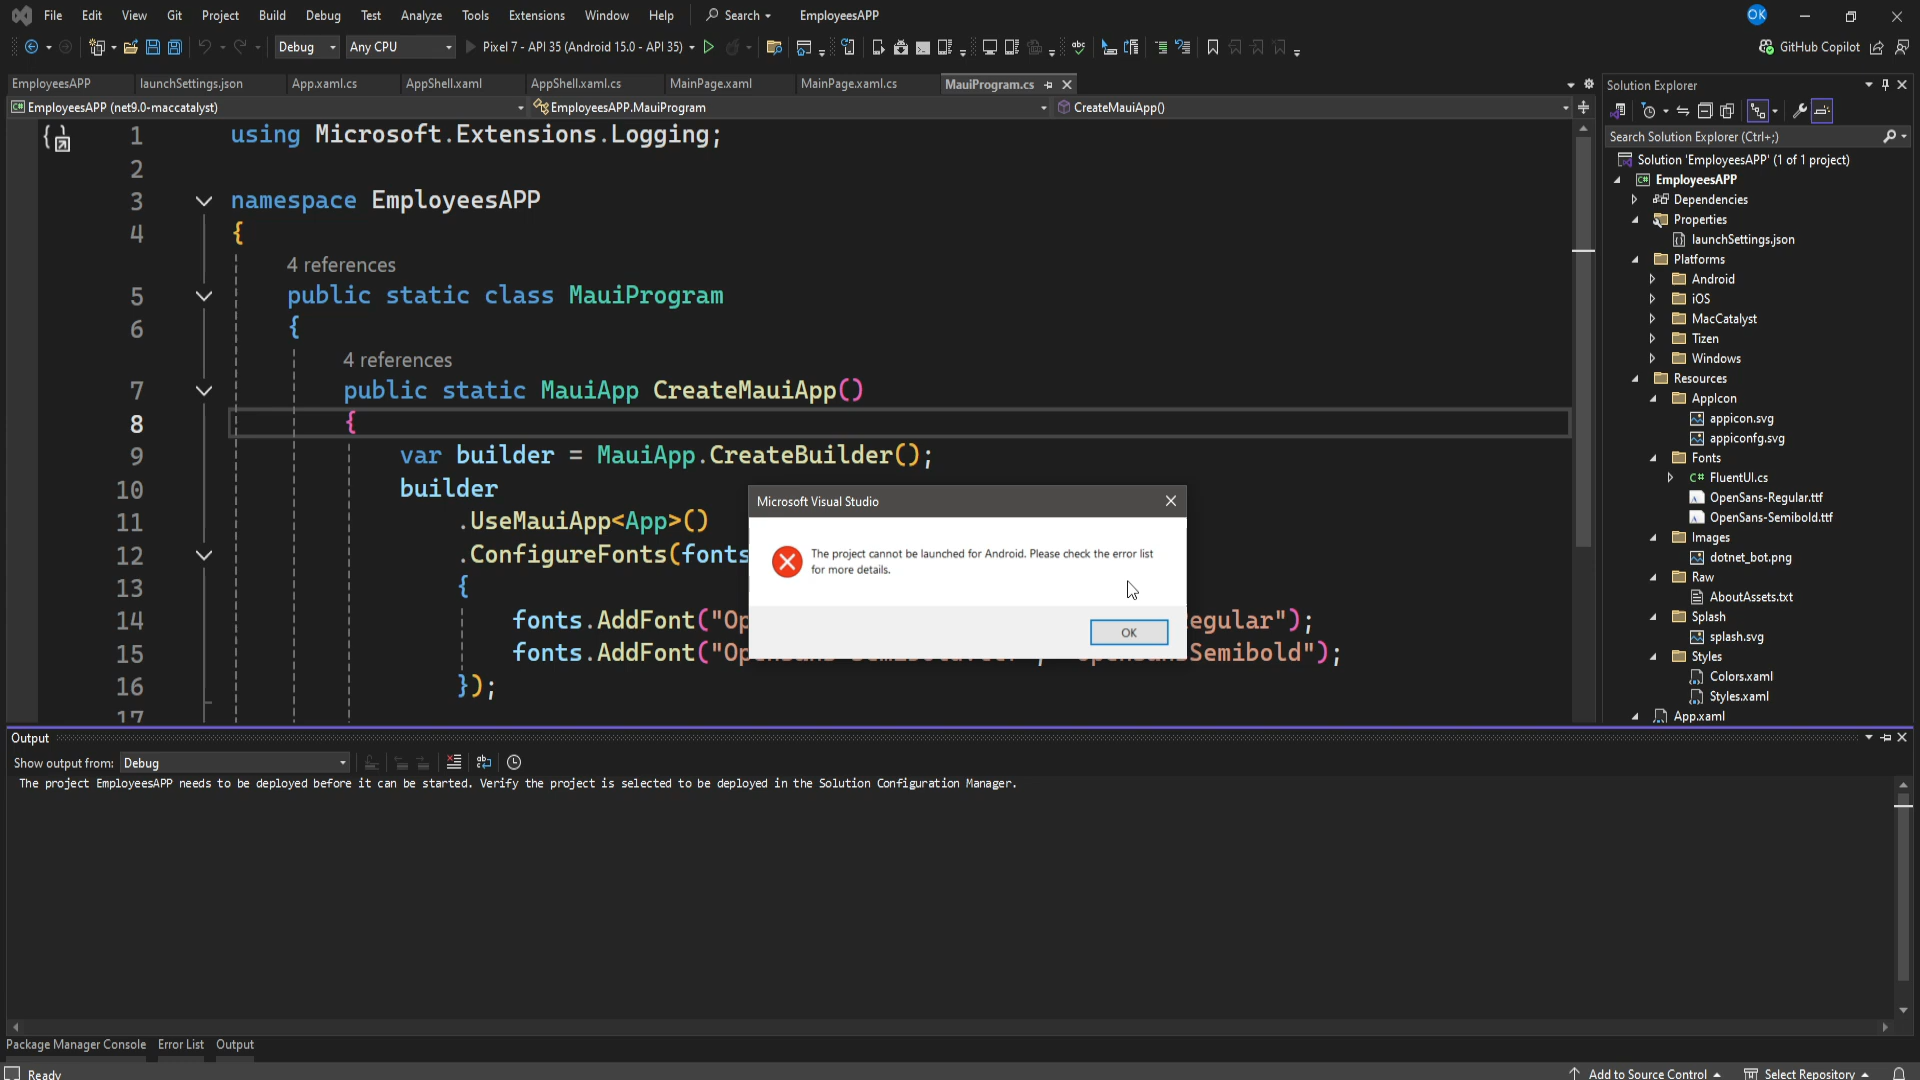 File Edit View Git Project Build Debug Test Analyze Tools Extensions Window Help Search EmployeesAPP OK
Debug Any CPU Pixel 7 - API 35 (Android 15.0 - API 35) GitHub Copilot
EmployeesAPP launchSettings.json App.xaml.cs AppShell.xaml AppShell.xaml.cs MainPage.xaml MainPage.xaml.cs MauiProgram.cs
EmployeesAPP (net9.0-maccatalyst) EmployeesAPP.MauiProgram CreateMauiApp()
1 using Microsoft.Extensions.Logging;
2
3 namespace EmployeesAPP
4 {
4 references
5 public static class MauiProgram
6 {
4 references
7 public static MauiApp CreateMauiApp()
8 {
9 var builder = MauiApp.CreateBuilder();
10 builder
11 .UseMauiApp<App>()
12 .ConfigureFonts(fonts
13 {
14 fonts.AddFont("Op egular");
15 fonts.AddFont("Op Semibold");
16 });
17
Microsoft Visual Studio
The project cannot be launched for Android. Please check the error list
for more details.
OK
Solution Explorer
Search Solution Explorer (Ctrl+;)
Solution 'EmployeesAPP' (1 of 1 project)
C# EmployeesAPP
Dependencies
Properties
launchSettings.json
Platforms
Android
iOS
MacCatalyst
Tizen
Windows
Resources
AppIcon
appicon.svg
appiconfg.svg
Fonts
C# FluentUI.cs
OpenSans-Regular.ttf
OpenSans-Semibold.ttf
Images
dotnet_bot.png
Raw
AboutAssets.txt
Splash
splash.svg
Styles
Colors.xaml
Styles.xaml
App.xaml
Output
Show output from: Debug
The project EmployeesAPP needs to be deployed before it can be started. Verify the project is selected to be deployed in the Solution Configuration Manager.
Package Manager Console Error List Output
Ready Add to Source Control Select Repository